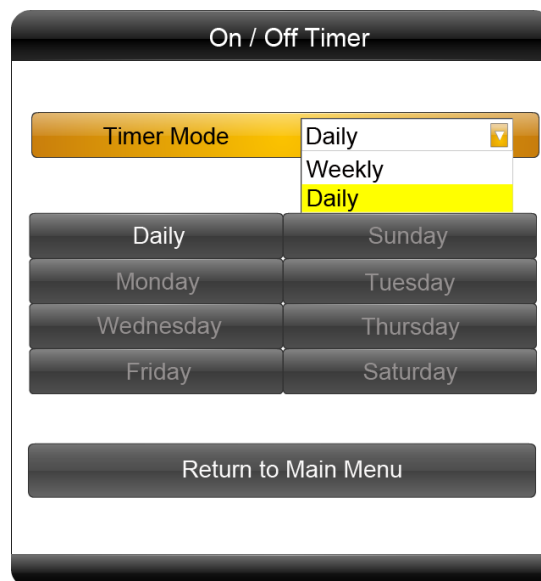 On / Off Timer
Timer Mode Daily
Weekly
Daily
Daily Sunday
Monday Tuesday
Wednesday Thursday
Friday Saturday
Return to Main Menu